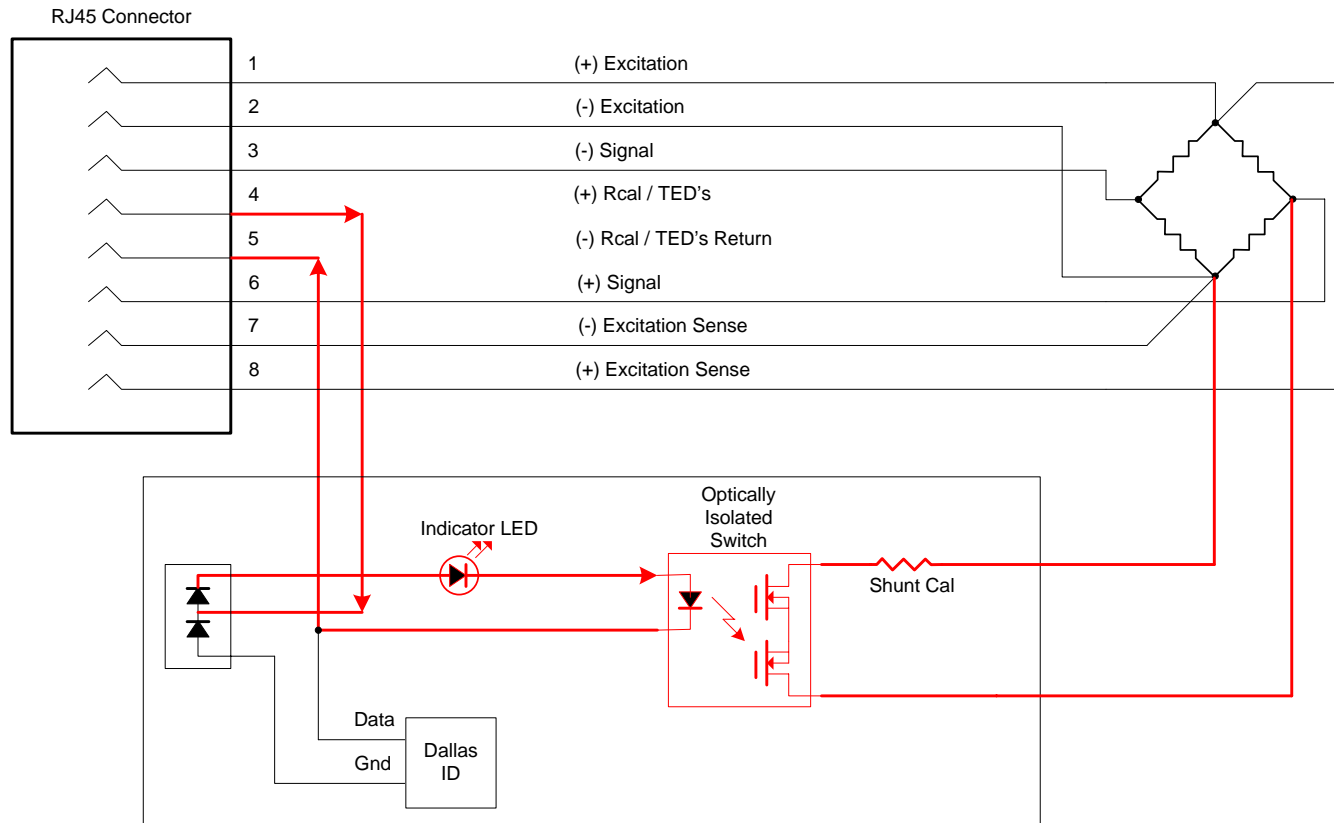 RJ45 Connector
1
(+) Excitation
2
(-) Excitation
3
(-) Signal
4
(+) Rcal / TED's
5
(-) Rcal / TED's Return
6
(+) Signal
7
(-) Excitation Sense
8
(+) Excitation Sense
Optically
Isolated
Switch
Indicator LED
Shunt Cal
Data
Gnd
Dallas
ID